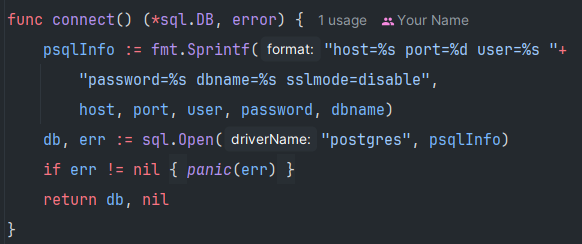 func connect() (*sql.DB, error) {  1 usage  Your Name
    psqlInfo := fmt.Sprintf( format: "host=%s port=%d user=%s "+
        "password=%s dbname=%s sslmode=disable",
        host, port, user, password, dbname)
    db, err := sql.Open( driverName: "postgres", psqlInfo)
    if err != nil { panic(err) }
    return db, nil
}